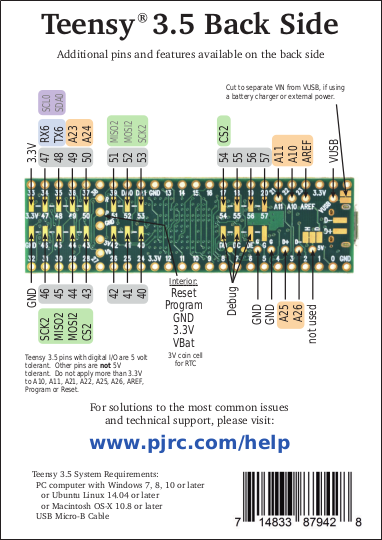 Teensy® 3.5 Back Side
Additional pins and features available on the back side
Cut to separate VIN from VUSB, if using
a battery charger or external power.
SCL0
SDA0
RX6
TX6
A23
A24
MISO2
MOSI2
SCK2
CS2
A11
A10
AREF
VUSB
3.3V
47
48
49
50
51
52
53
54
55
56
57
GND
46
45
44
43
42
41
40
SCK2
MISO2
MOSI2
CS2
Interior:
Reset
Program
GND
3.3V
VBat
3V coin cell
for RTC
Debug
GND
GND
A25
A26
not used
Teensy 3.5 pins with digital I/O are 5 volt
tolerant. Other pins are not 5V
tolerant. Do not apply more than 3.3V
to A10, A11, A21, A22, A25, A26, AREF,
Program or Reset.
For solutions to the most common issues
and technical support, please visit:
www.pjrc.com/help
Teensy 3.5 System Requirements:
PC computer with Windows 7, 8, 10 or later
or Ubuntu Linux 14.04 or later
or Macintosh OS-X 10.8 or later
USB Micro-B Cable
7 14833 87942 8